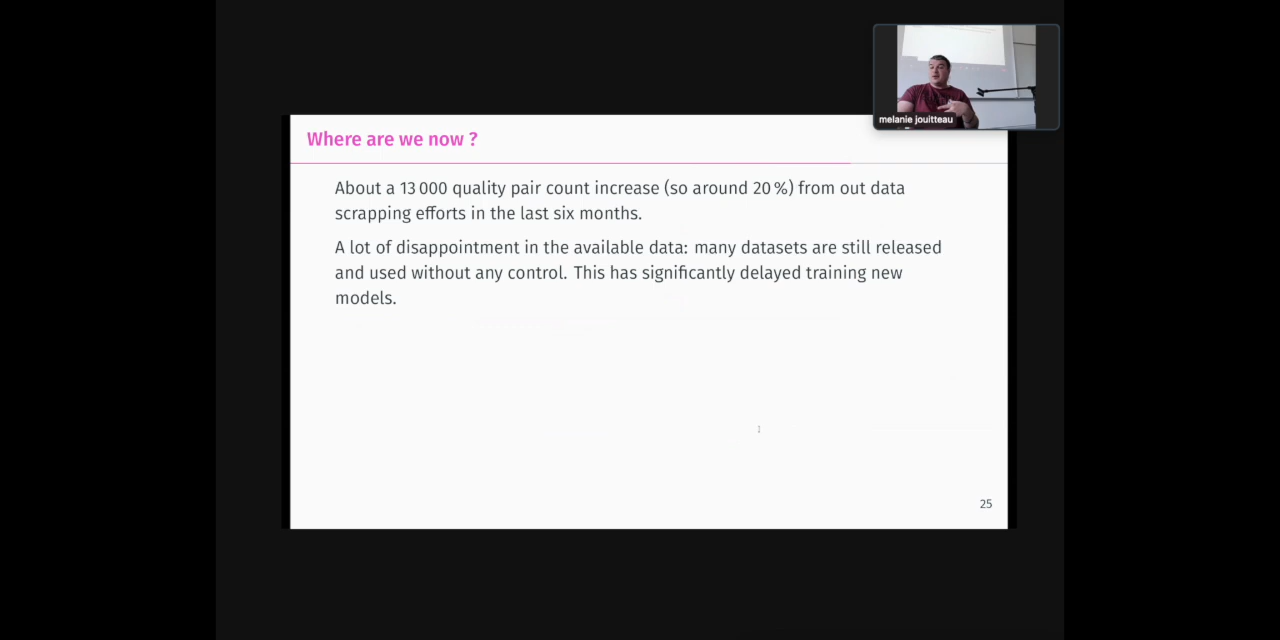 melanie jouitteau
Where are we now ?
About a 13 000 quality pair count increase (so around 20 %) from out data
scrapping efforts in the last six months.
A lot of disappointment in the available data: many datasets are still released
and used without any control. This has significantly delayed training new
models.
25